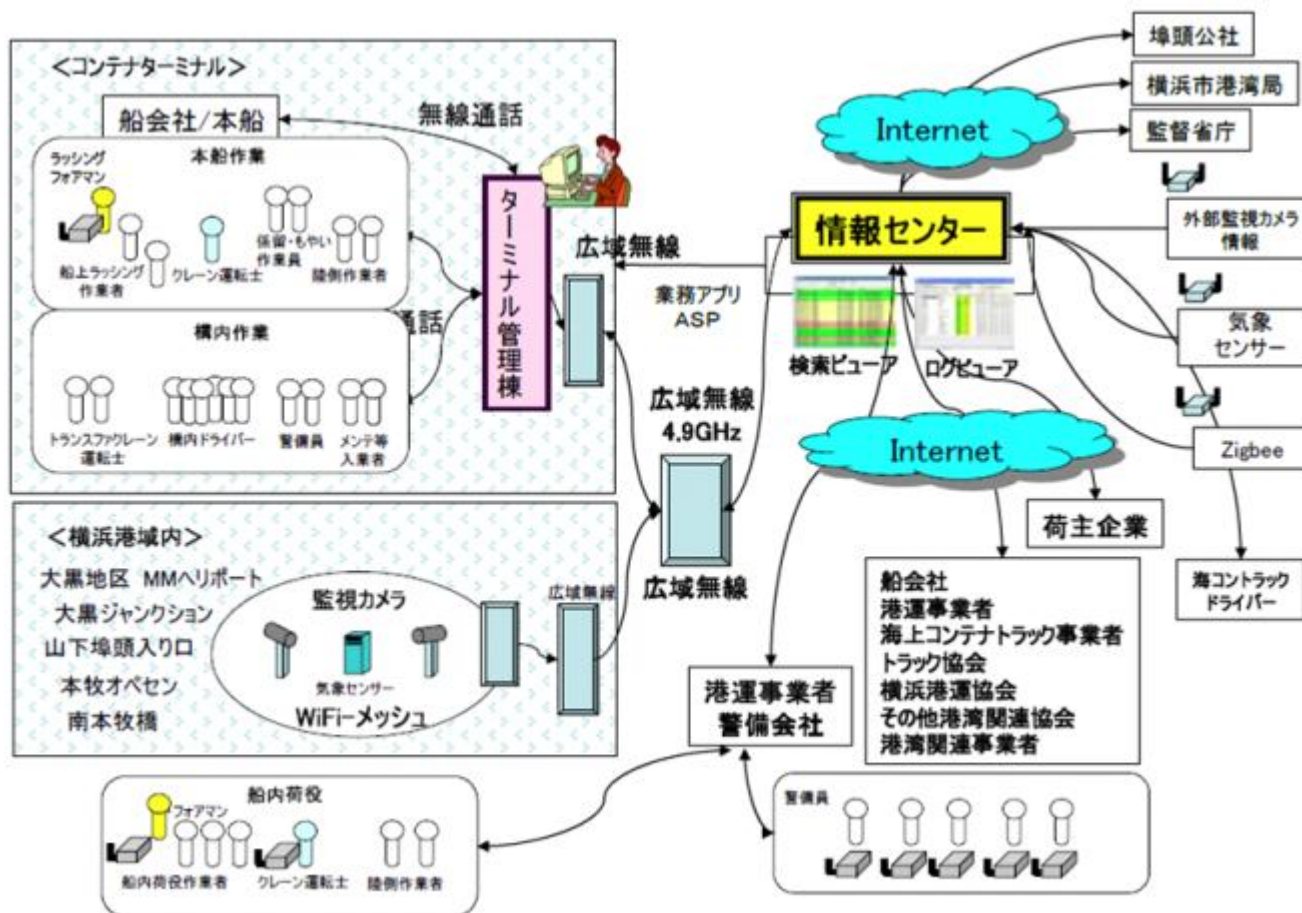 ＜コンテナターミナル＞
船会社/本船
無線通話
本船作業
ラッシング
フォアマン
船上ラッシング
作業者
クレーン運転士
係留・もやい
作業員
陸側作業者
構内作業
通話
トランスファクレーン
運転士
構内ドライバー
警備員
メンテ等
入業者
ターミナル管理棟
広域無線
業務アプリ
ASP
Internet
埠頭公社
横浜市港湾局
監督省庁
情報センター
外部監視カメラ
情報
検索ビューア
ログビューア
気象
センサー
Zigbee
広域無線
4.9GHz
広域無線
Internet
荷主企業
海コントラック
ドライバー
＜横浜港域内＞
大黒地区 MMヘリポート
大黒ジャンクション
山下埠頭入り口
本牧オペセン
南本牧橋
監視カメラ
気象センサー
WiFi-メッシュ
広域無線
港運事業者
警備会社
船会社
港運事業者
海上コンテナトラック事業者
トラック協会
横浜港運協会
その他港湾関連協会
港湾関連事業者
船内荷役
フォアマン
船内荷役作業者
クレーン運転士
陸側作業者
警備員